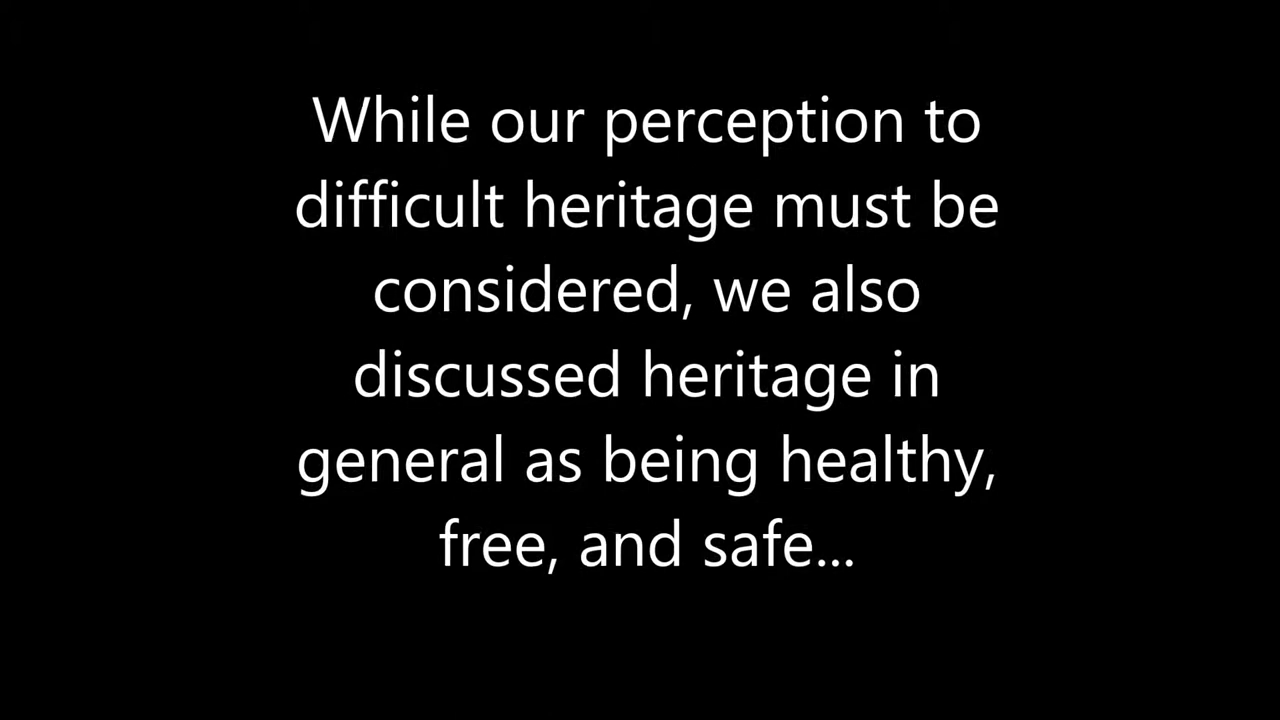 While our perception to
difficult heritage must be
considered, we also
discussed heritage in
general as being healthy,
free, and safe...